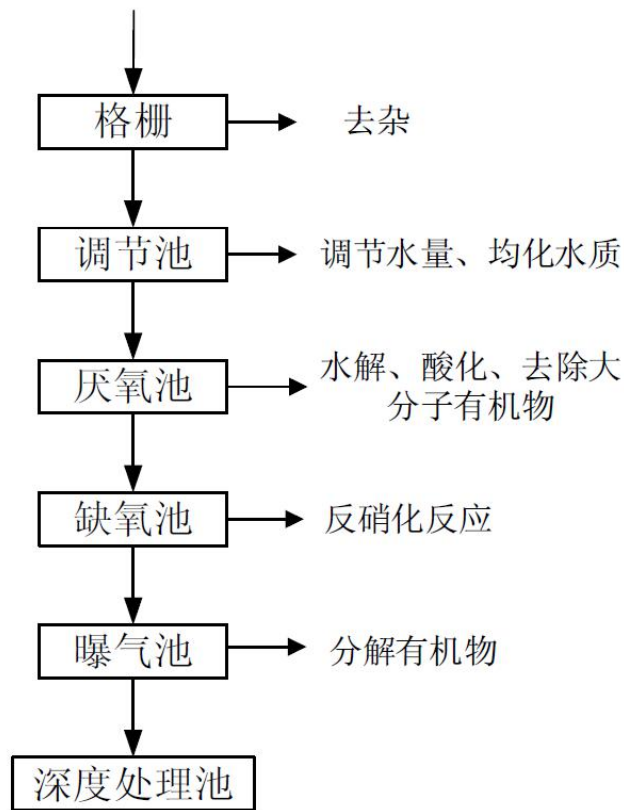 格栅
去杂
调节池
调节水量、均化水质
厌氧池
水解、酸化、去除大
分子有机物
缺氧池
反硝化反应
曝气池
分解有机物
深度处理池